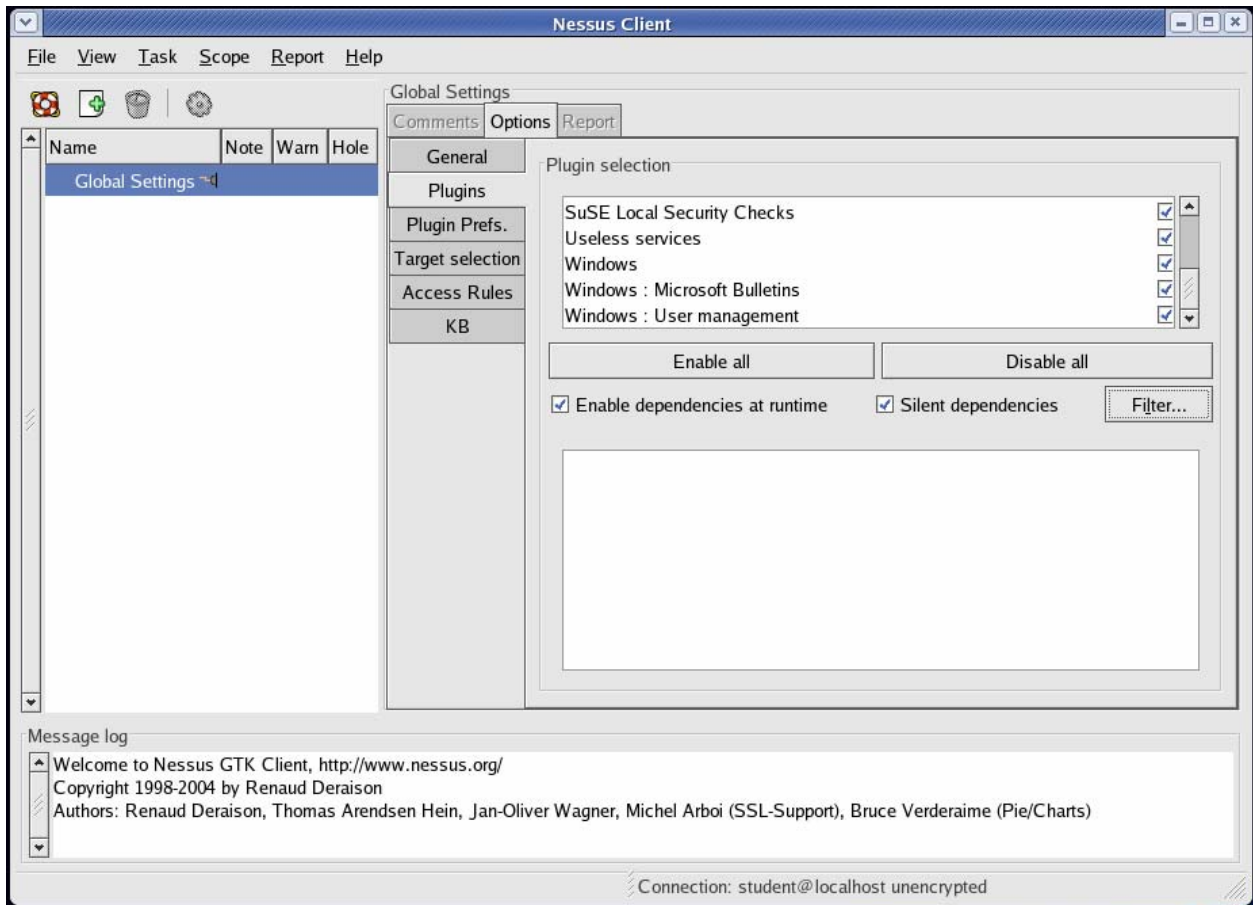 Nessus Client
File View Task Scope Report Help
Global Settings
Comments Options Report
Name Note Warn Hole
Global Settings
General
Plugins
Plugin Prefs.
Target selection
Access Rules
KB
Plugin selection
SuSE Local Security Checks
Useless services
Windows
Windows : Microsoft Bulletins
Windows : User management
Enable all Disable all
Enable dependencies at runtime Silent dependencies Filter...
Message log
Welcome to Nessus GTK Client, http://www.nessus.org/
Copyright 1998-2004 by Renaud Deraison
Authors: Renaud Deraison, Thomas Arendsen Hein, Jan-Oliver Wagner, Michel Arboi (SSL-Support), Bruce Verderaime (Pie/Charts)
Connection: student@localhost unencrypted